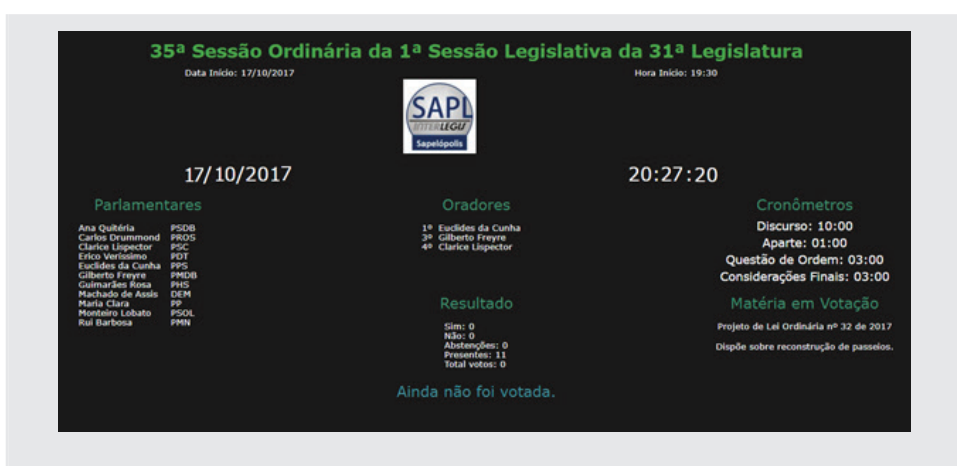 35ª Sessão Ordinária da 1ª Sessão Legislativa da 31ª Legislatura
Data Início: 17/10/2017
Hora Início: 19:30
SAPL
INTERLEGIS
Sapelópolis
17/10/2017
20:27:20
Parlamentares
Ana Quitéria PSDB
Carlos Drummond PROS
Clarice Lispector PSC
Erico Verissimo PDT
Euclides da Cunha PPS
Gilberto Freyre PMDB
Guimarães Rosa PHS
Machado de Assis DEM
Maria Clara PP
Monteiro Lobato PSOL
Rui Barbosa PMN
Oradores
1º Euclides da Cunha
3º Gilberto Freyre
4º Clarice Lispector
Resultado
Sim: 0
Não: 0
Abstenções: 0
Presentes: 11
Total votos: 0
Ainda não foi votada.
Cronômetros
Discurso: 10:00
Aparte: 01:00
Questão de Ordem: 03:00
Considerações Finais: 03:00
Matéria em Votação
Projeto de Lei Ordinária nº 32 de 2017
Dispõe sobre reconstrução de passeios.